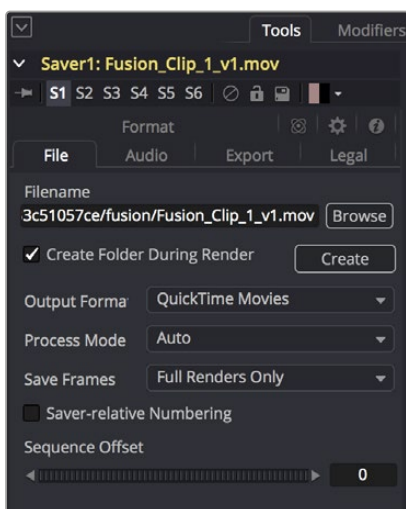 Tools Modifiers
Saver1: Fusion_Clip_1_v1.mov
S1 S2 S3 S4 S5 S6
Format
File Audio Export Legal
Filename
3c51057ce/fusion/Fusion_Clip_1_v1.mov Browse
Create Folder During Render Create
Output Forma QuickTime Movies
Process Mode Auto
Save Frames Full Renders Only
Saver-relative Numbering
Sequence Offset
0